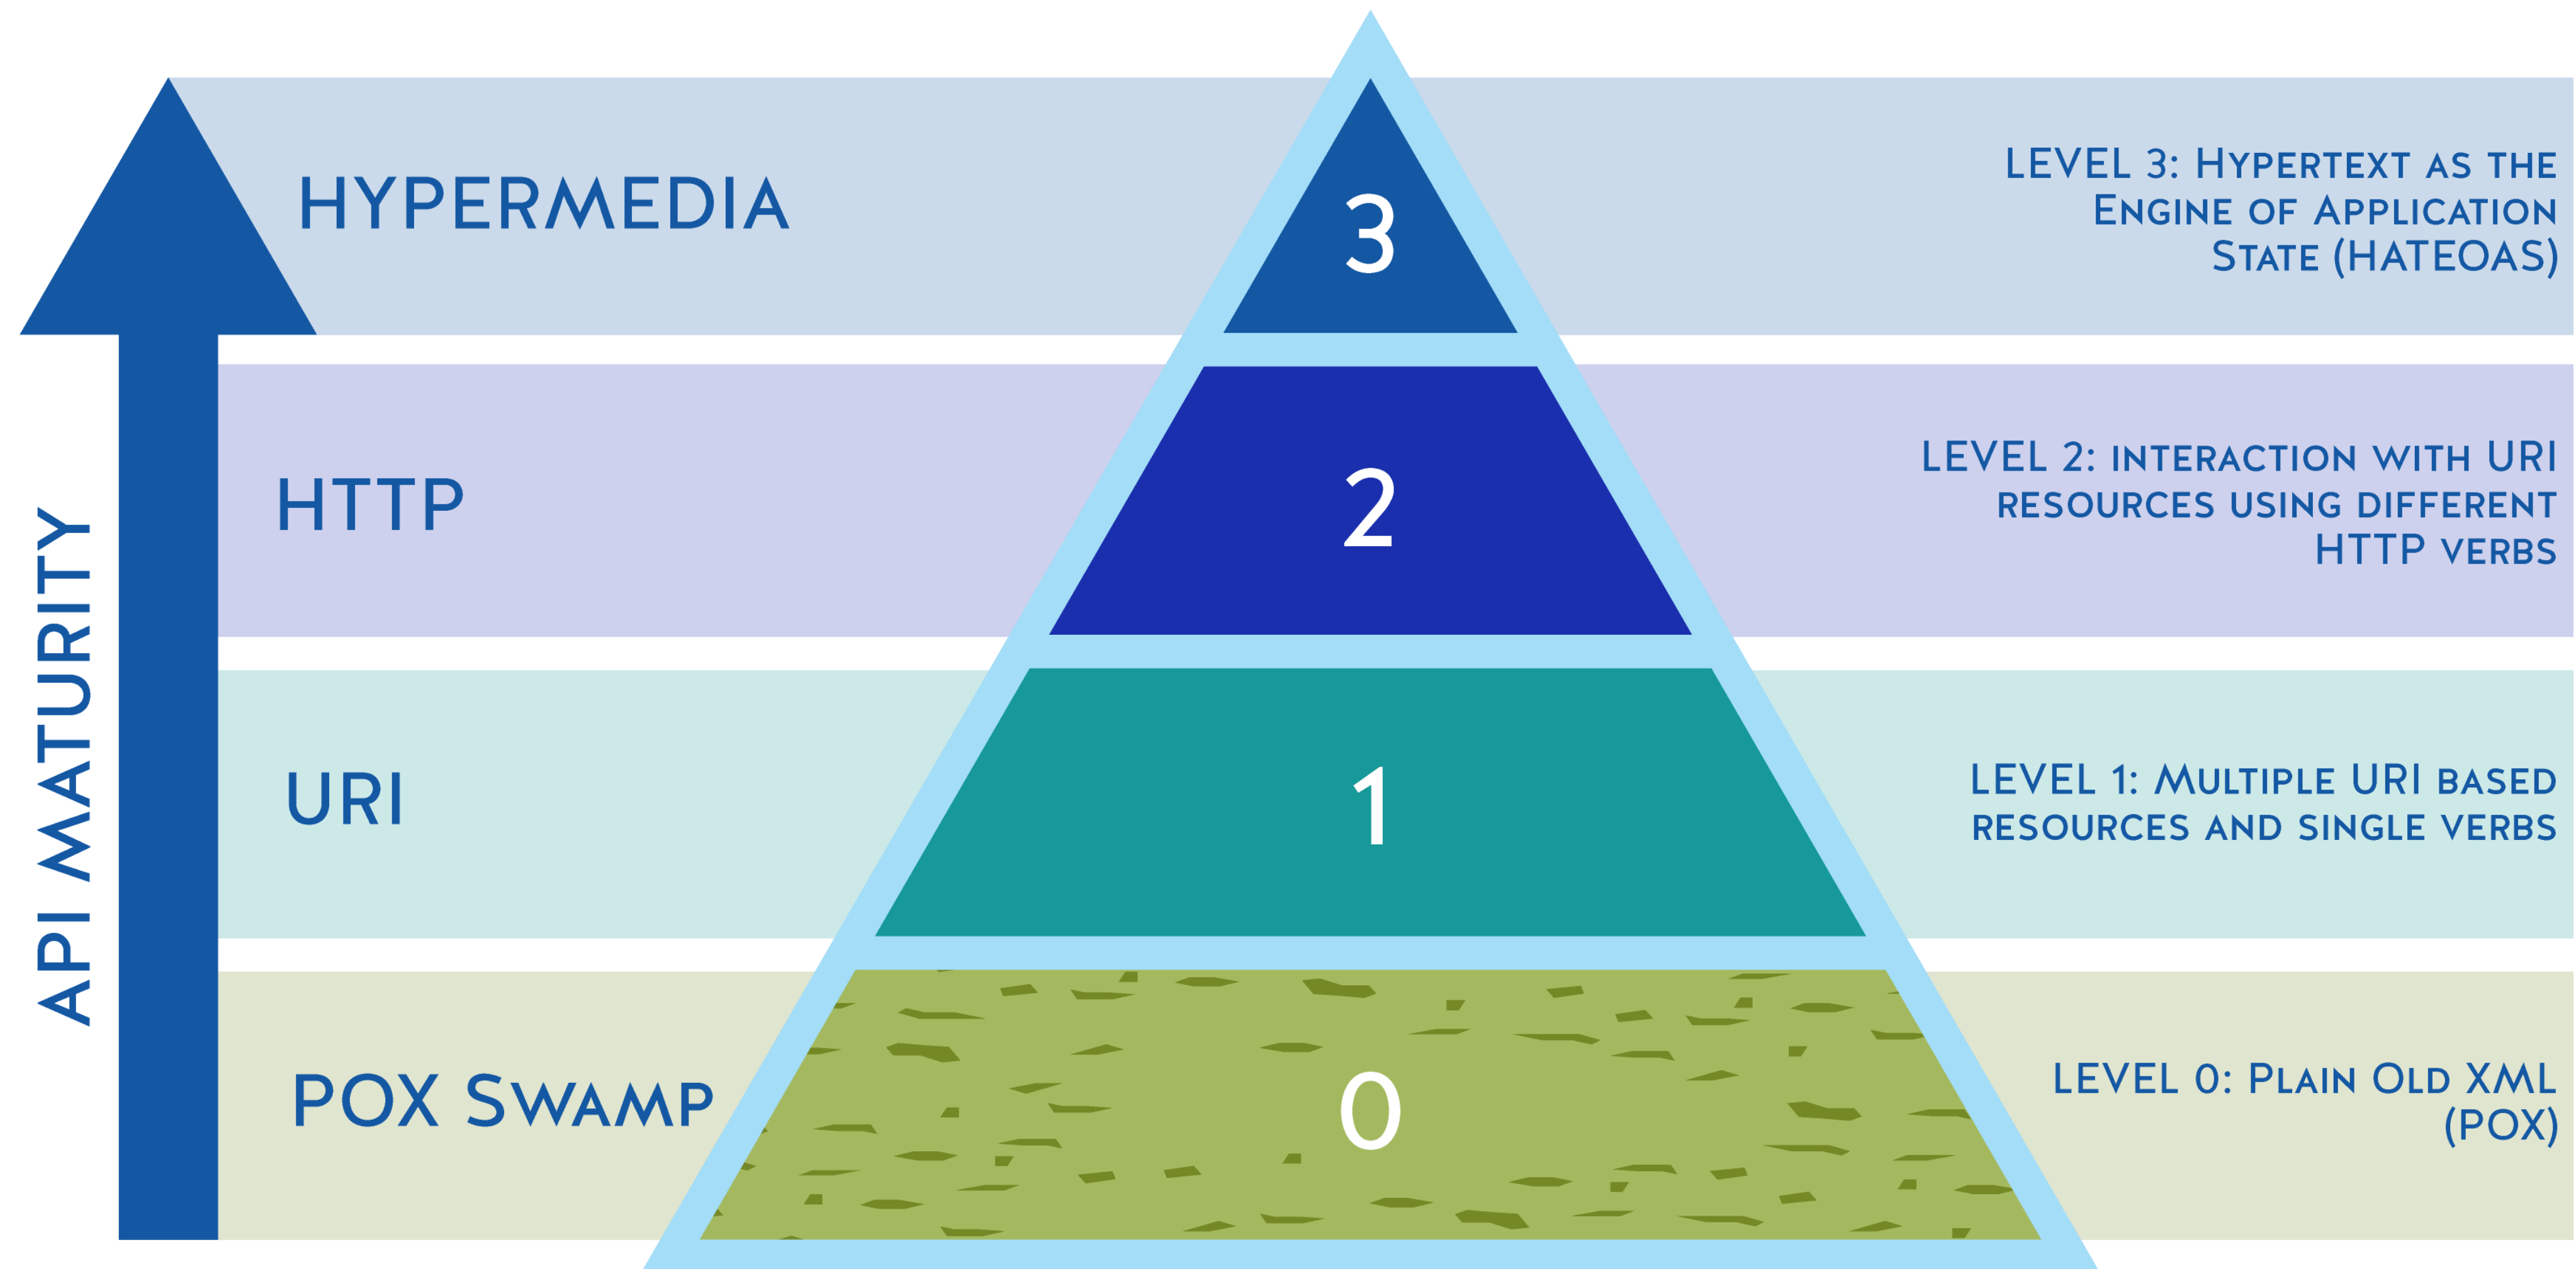 API MATURITY
HYPERMEDIA
3
LEVEL 3: HYPERTEXT AS THE
ENGINE OF APPLICATION
STATE (HATEOAS)
HTTP
2
LEVEL 2: INTERACTION WITH URI
RESOURCES USING DIFFERENT
HTTP VERBS
URI
1
LEVEL 1: MULTIPLE URI BASED
RESOURCES AND SINGLE VERBS
POX SWAMP
0
LEVEL 0: PLAIN OLD XML
(POX)